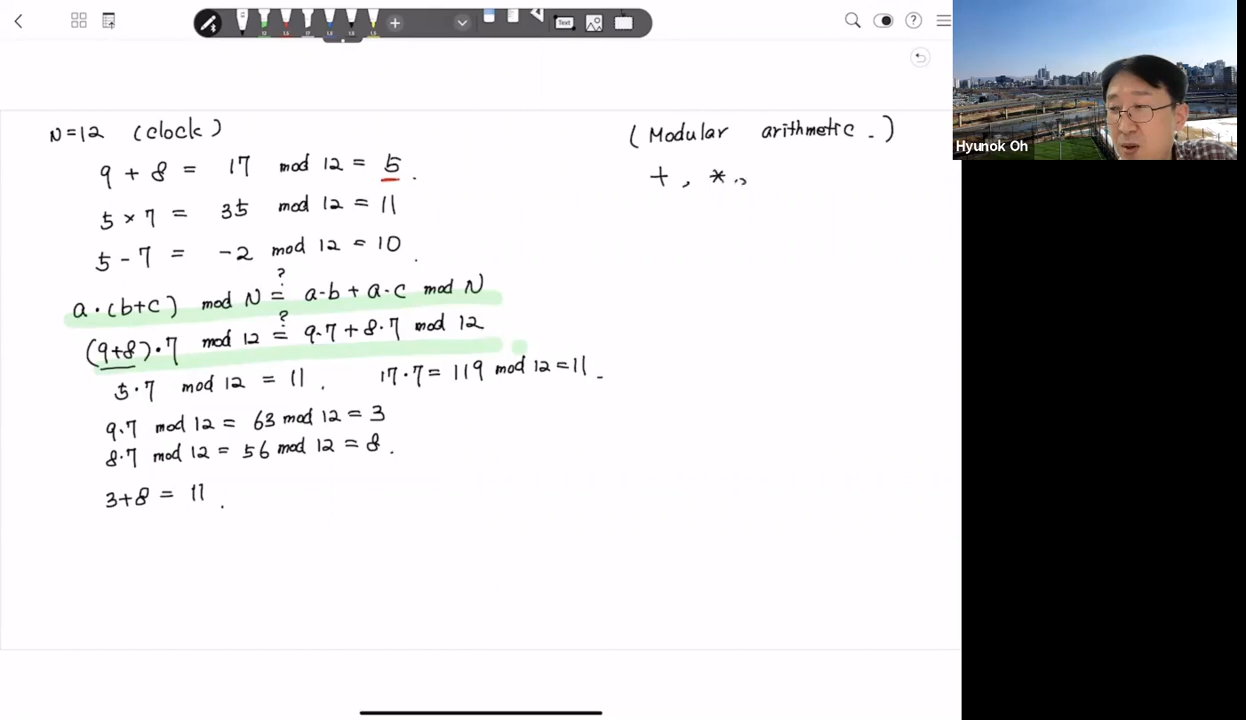 N=12 (clock)
(Modular arithmetic.)
9 + 8 = 17 mod 12 = 5.
+, *,
5 × 7 = 35 mod 12 = 11
5 - 7 = -2 mod 12 = 10.
?
a·(b+c) mod N = a·b + a·c mod N
?
(9+8)·7 mod 12 = 9·7 + 8·7 mod 12
5·7 mod 12 = 11. 17·7 = 119 mod 12 = 11.
9·7 mod 12 = 63 mod 12 = 3
8·7 mod 12 = 56 mod 12 = 8.
3+8 = 11.
Text
Hyunok Oh